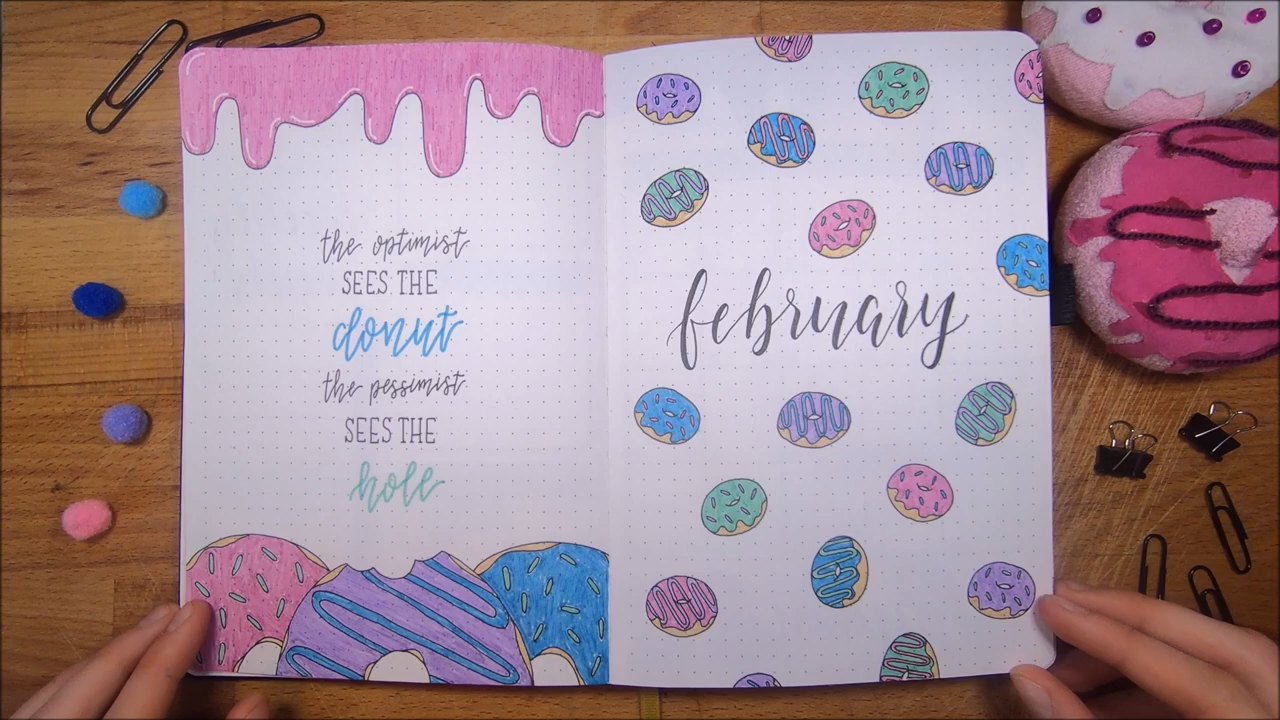 the optimist
SEES THE
donut
the pessimist
SEES THE
hole
february